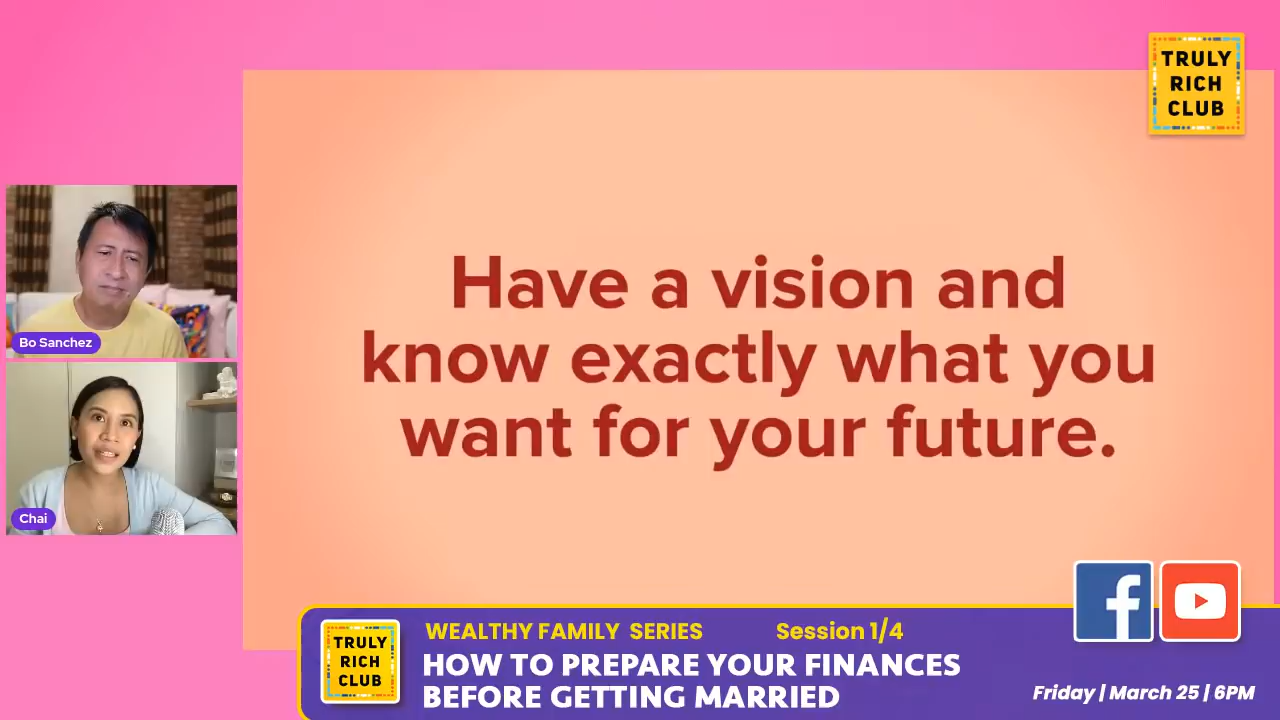 TRULY
RICH
CLUB
Have a vision and
know exactly what you
want for your future.
Bo Sanchez
Chai
TRULY
RICH
CLUB
WEALTHY FAMILY SERIES
Session 1/4
HOW TO PREPARE YOUR FINANCES
BEFORE GETTING MARRIED
Friday | March 25 | 6PM